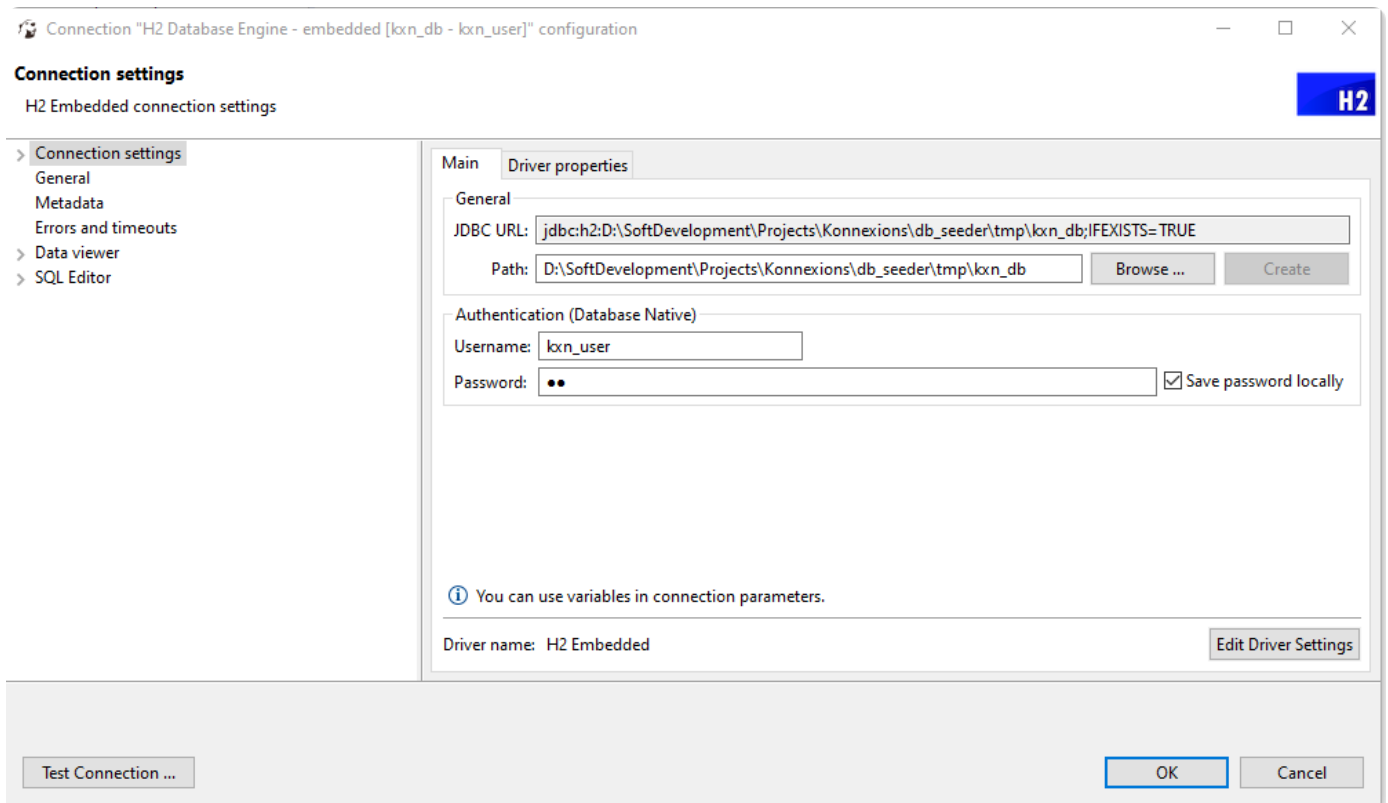 Connection "H2 Database Engine - embedded [kxn_db - kxn_user]" configuration
Connection settings
H2 Embedded connection settings
H2
Connection settings
General
Metadata
Errors and timeouts
Data viewer
SQL Editor
Main Driver properties
General
JDBC URL: jdbc:h2:D:\SoftDevelopment\Projects\Konnexions\db_seeder\tmp\kxn_db;IFEXISTS=TRUE
Path: D:\SoftDevelopment\Projects\Konnexions\db_seeder\tmp\kxn_db Browse ... Create
Authentication (Database Native)
Username: kxn_user
Password: ●● Save password locally
You can use variables in connection parameters.
Driver name: H2 Embedded Edit Driver Settings
Test Connection ... OK Cancel